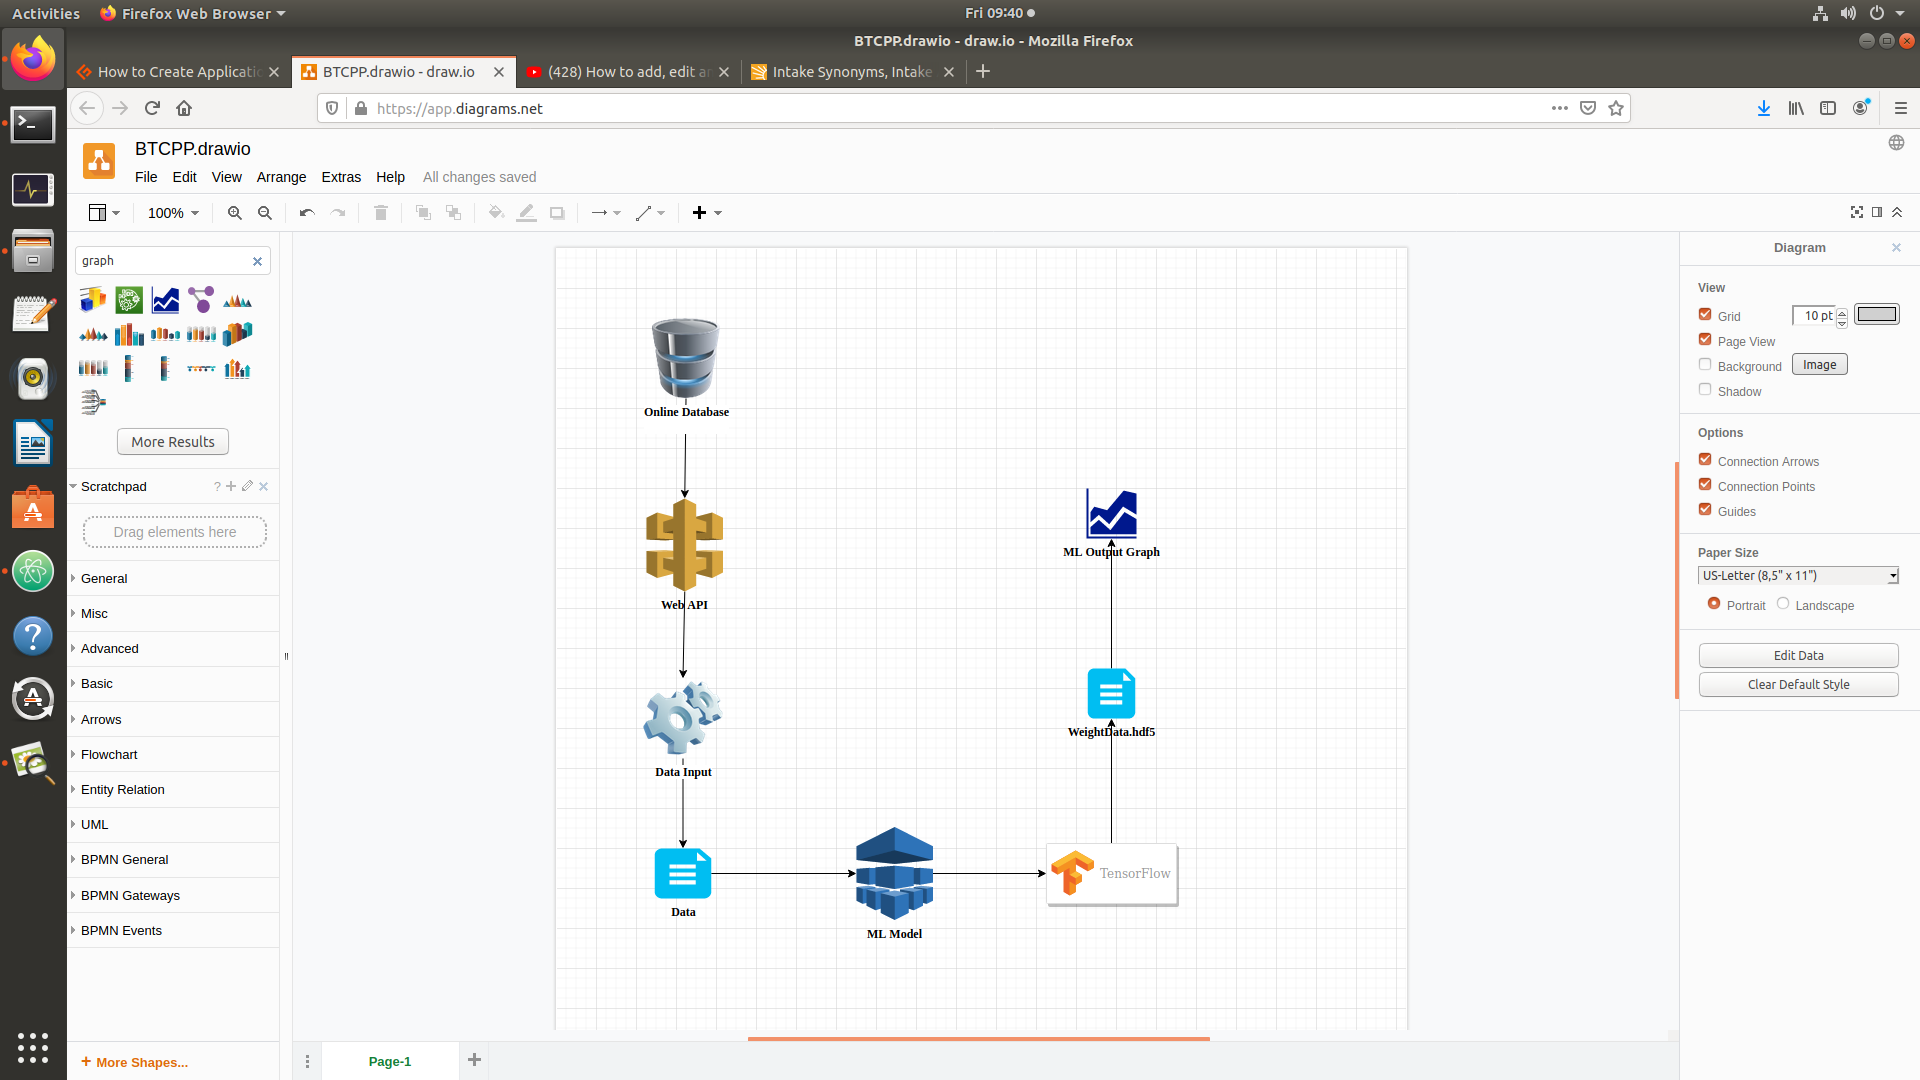 Activities
Firefox Web Browser
Fri 09:40
BTCPP.drawio - draw.io - Mozilla Firefox
How to Create Applicatio
BTCPP.drawio - draw.io
(428) How to add, edit an
Intake Synonyms, Intake
https://app.diagrams.net
BTCPP.drawio
File Edit View Arrange Extras Help All changes saved
100%
graph
More Results
Scratchpad
?
Drag elements here
General
Misc
Advanced
Basic
Arrows
Flowchart
Entity Relation
UML
BPMN General
BPMN Gateways
BPMN Events
+ More Shapes...
Online Database
Web API
Data Input
Data
ML Model
TensorFlow
WeightData.hdf5
ML Output Graph
Page-1
Diagram
View
Grid
10 pt
Page View
Background
Image
Shadow
Options
Connection Arrows
Connection Points
Guides
Paper Size
US-Letter (8,5" x 11")
Portrait
Landscape
Edit Data
Clear Default Style